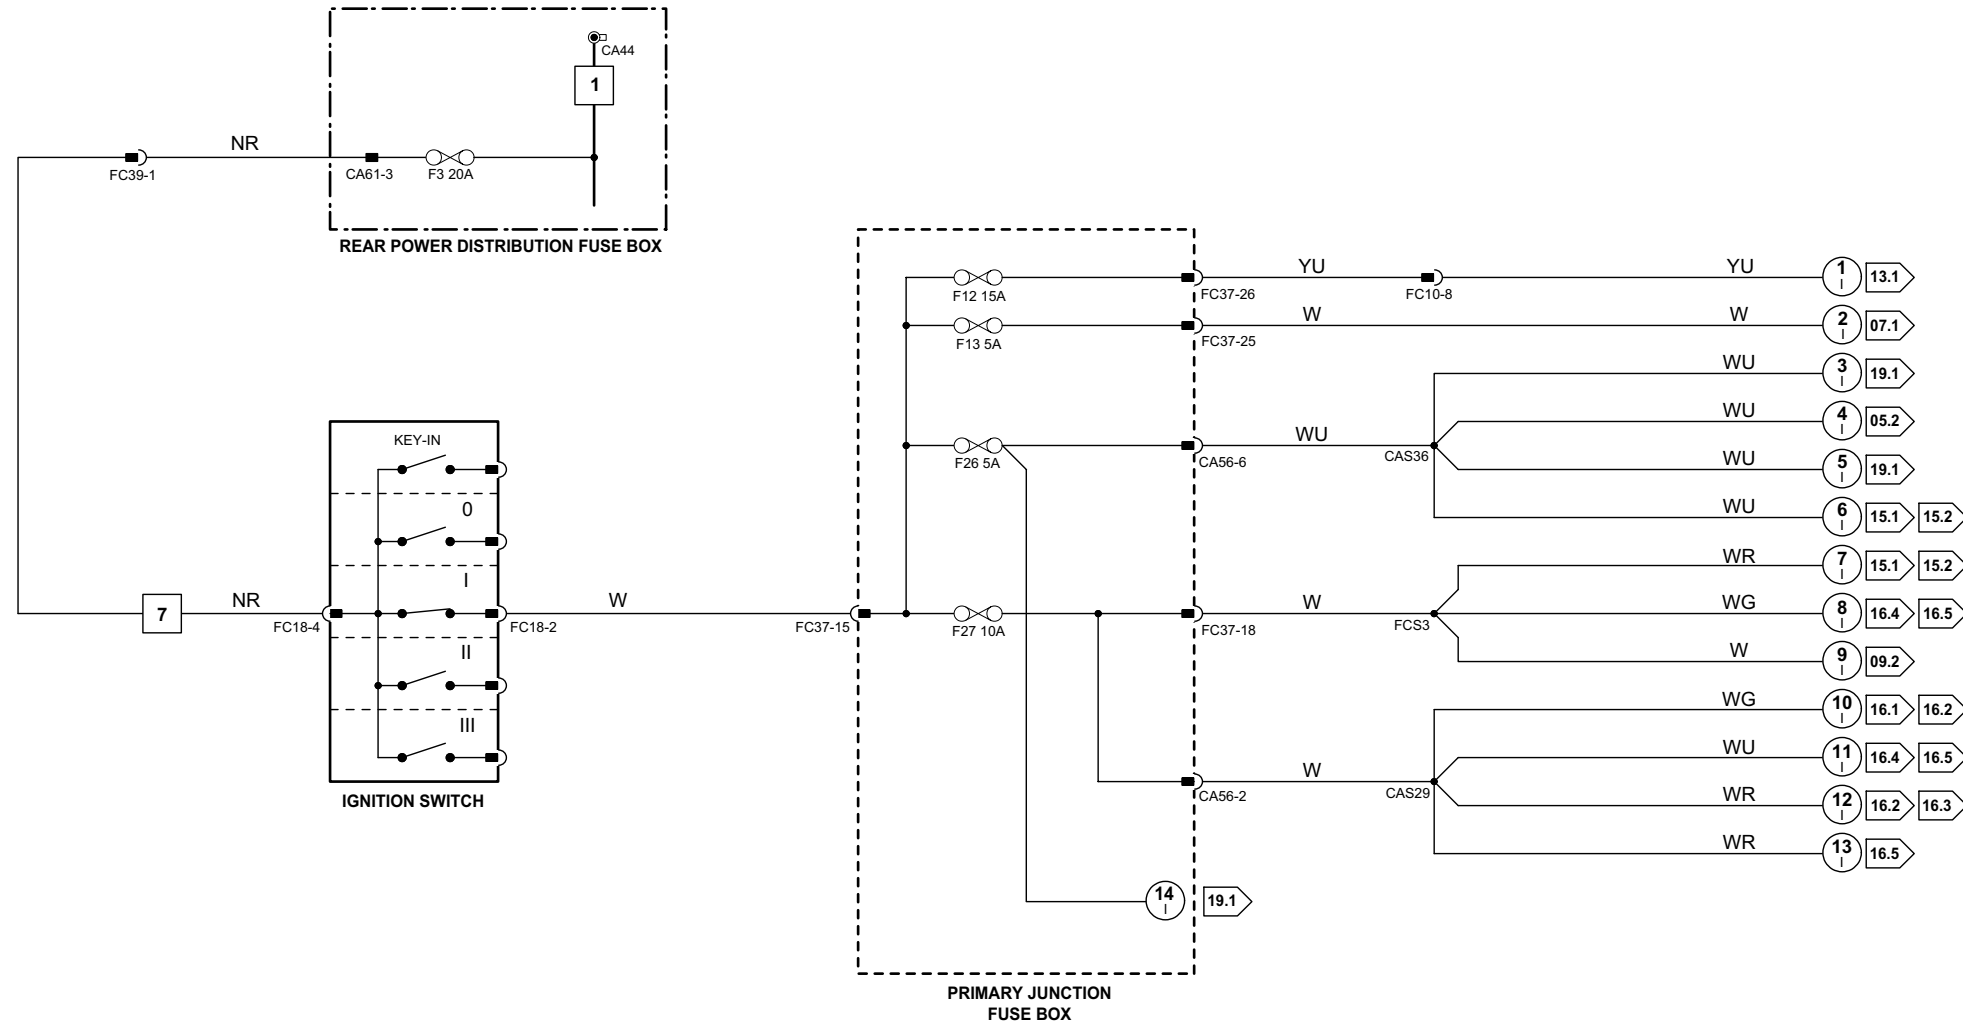 CA44
1
NR
FC39-1
CA61-3
F3 20A
REAR POWER DISTRIBUTION FUSE BOX
F12 15A
FC37-26
YU
FC10-8
YU
1
I
13.1
F13 5A
FC37-25
W
W
2
I
07.1
WU
3
I
19.1
WU
4
I
05.2
F26 5A
CA56-6
WU
CAS36
WU
5
I
19.1
WU
6
I
15.1
15.2
KEY-IN
0
I
II
III
7
NR
FC18-4
FC18-2
W
FC37-15
IGNITION SWITCH
F27 10A
FC37-18
W
FCS3
WR
7
I
15.1
15.2
WG
8
I
16.4
16.5
W
9
I
09.2
CA56-2
W
CAS29
WG
10
I
16.1
16.2
WU
11
I
16.4
16.5
WR
12
I
16.2
16.3
WR
13
I
16.5
14
I
19.1
PRIMARY JUNCTION
FUSE BOX